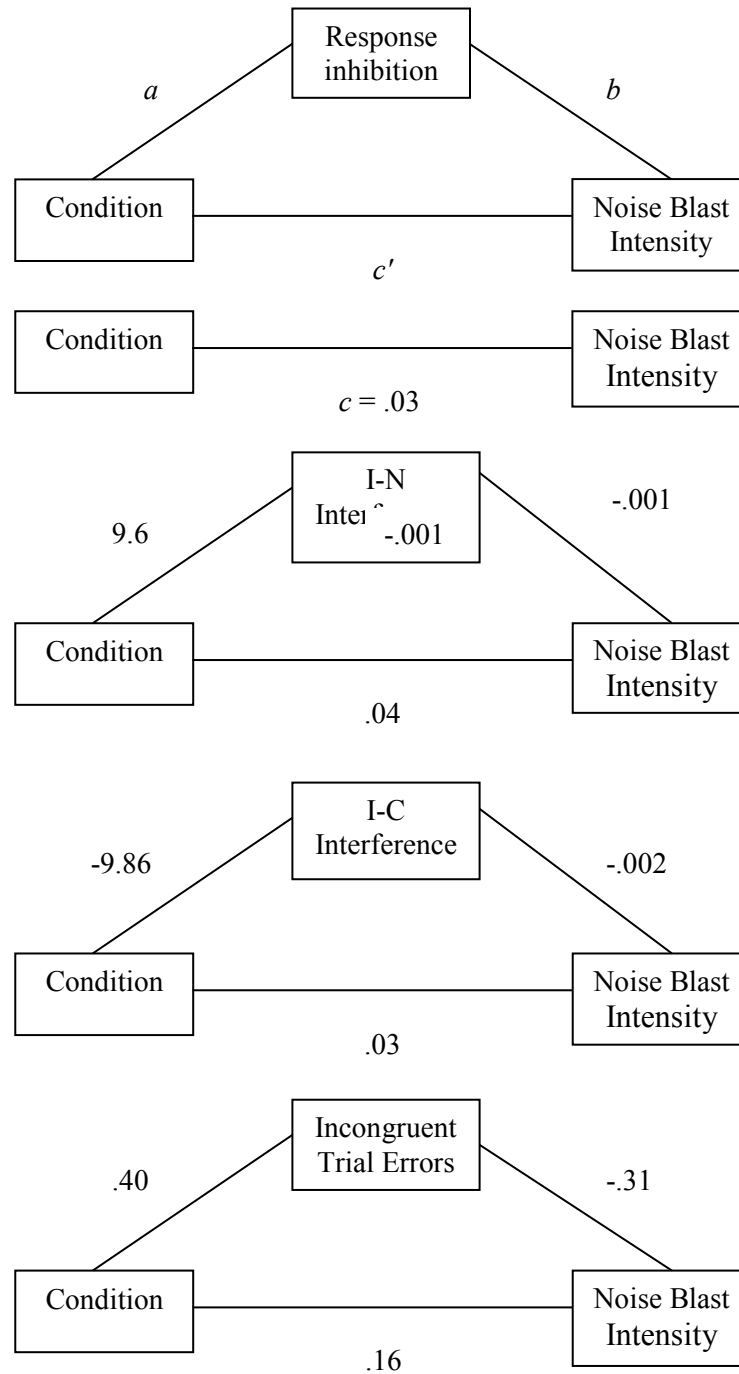 Response
inhibition
a
b
Condition
Noise Blast
Intensity
c'
Condition
Noise Blast
Intensity
c = .03
I-N
-.001
9.6
-.001
Condition
Noise Blast
Intensity
.04
I-C
Interference
-9.86
-.002
Condition
Noise Blast
Intensity
.03
Incongruent
Trial Errors
.40
-.31
Condition
Noise Blast
Intensity
.16